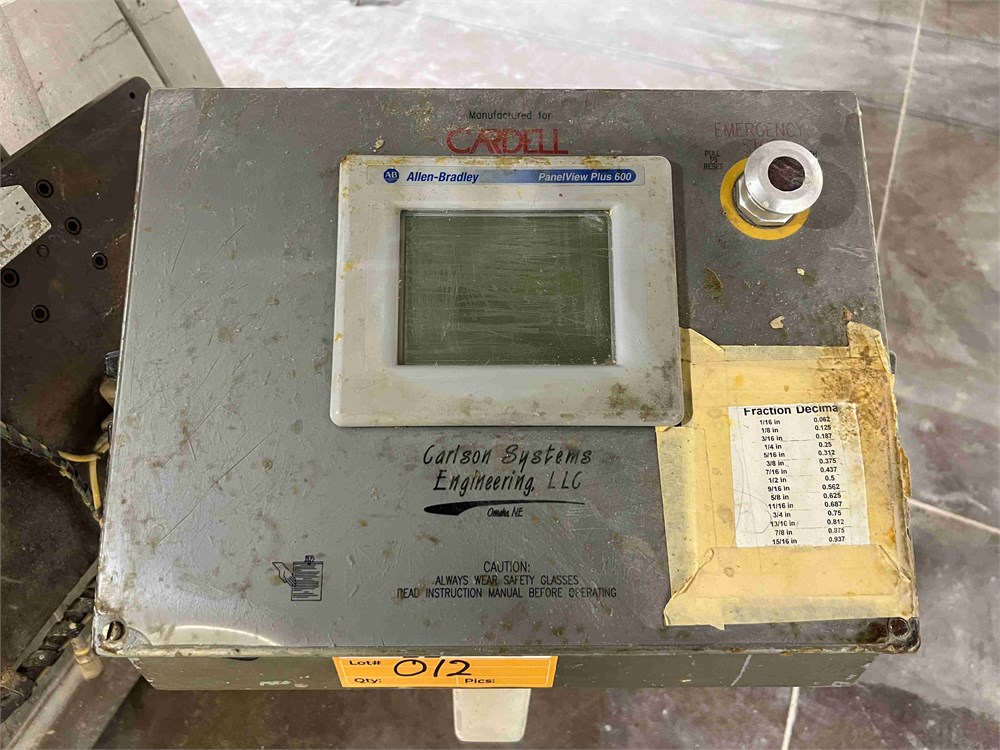 Manufactured for
CARDELL
EMERGENCY
PULL
TO
RESET
AB Allen-Bradley PanelView Plus 600
Fraction Decima
1/16 in 0.062
1/8 in 0.125
3/16 in 0.187
1/4 in 0.25
5/16 in 0.312
3/8 in 0.375
7/16 in 0.437
1/2 in 0.5
9/16 in 0.562
5/8 in 0.625
11/16 in 0.687
3/4 in 0.75
13/16 in 0.812
7/8 in 0.875
15/16 in 0.937
Carlson Systems
Engineering, LLC
Omaha NE
CAUTION:
ALWAYS WEAR SAFETY GLASSES
READ INSTRUCTION MANUAL BEFORE OPERATING
Lot# 012
Qty: Pics: